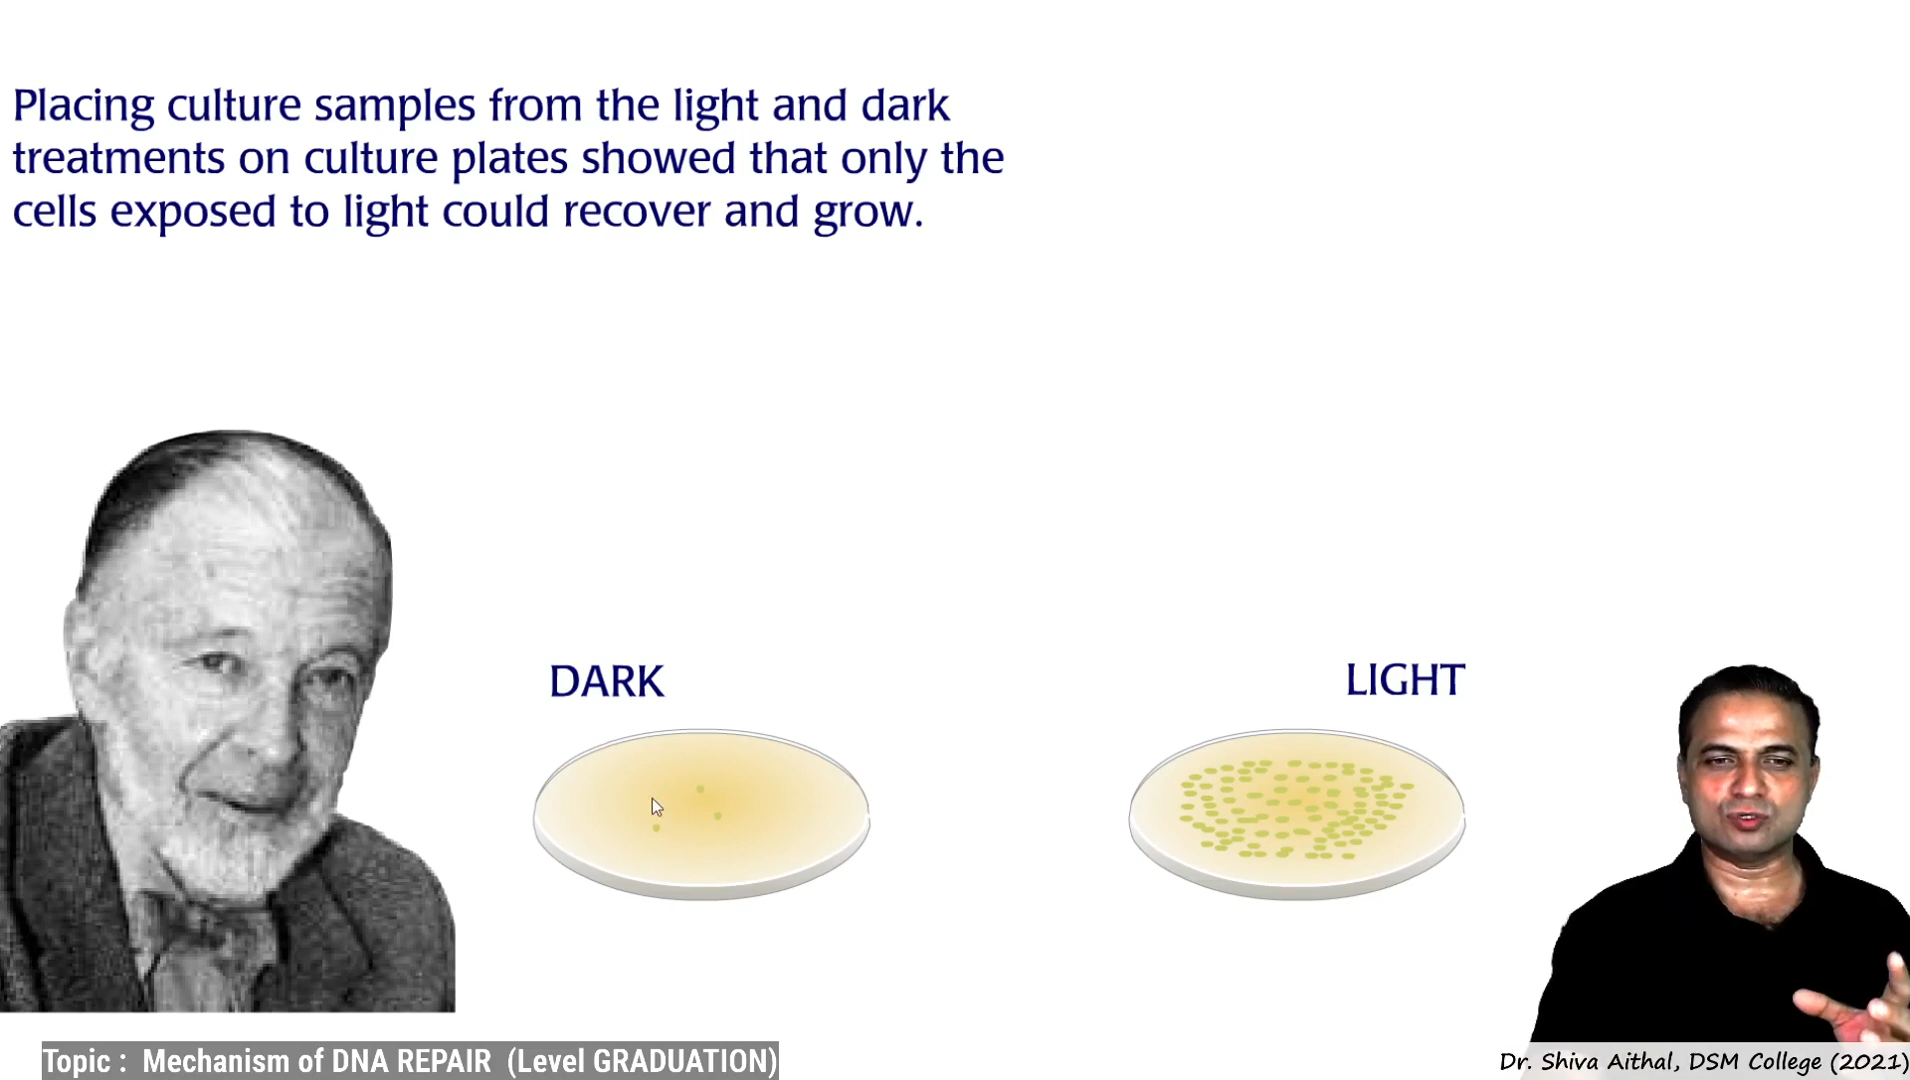 Placing culture samples from the light and dark
treatments on culture plates showed that only the
cells exposed to light could recover and grow.
DARK
LIGHT
Topic : Mechanism of DNA REPAIR (Level GRADUATION)
Dr. Shiva Aithal, DSM College (2021)